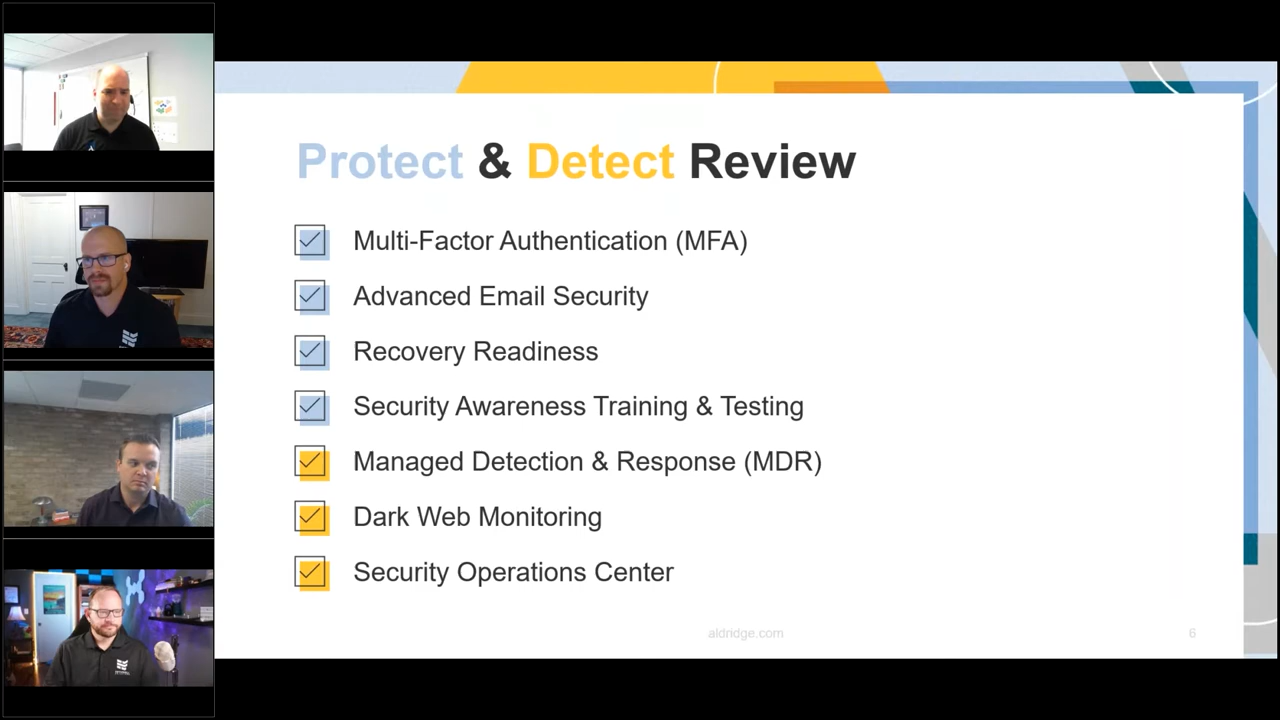 Protect & Detect Review
Multi-Factor Authentication (MFA)
Advanced Email Security
Recovery Readiness
Security Awareness Training & Testing
Managed Detection & Response (MDR)
Dark Web Monitoring
Security Operations Center
aldridge.com
6